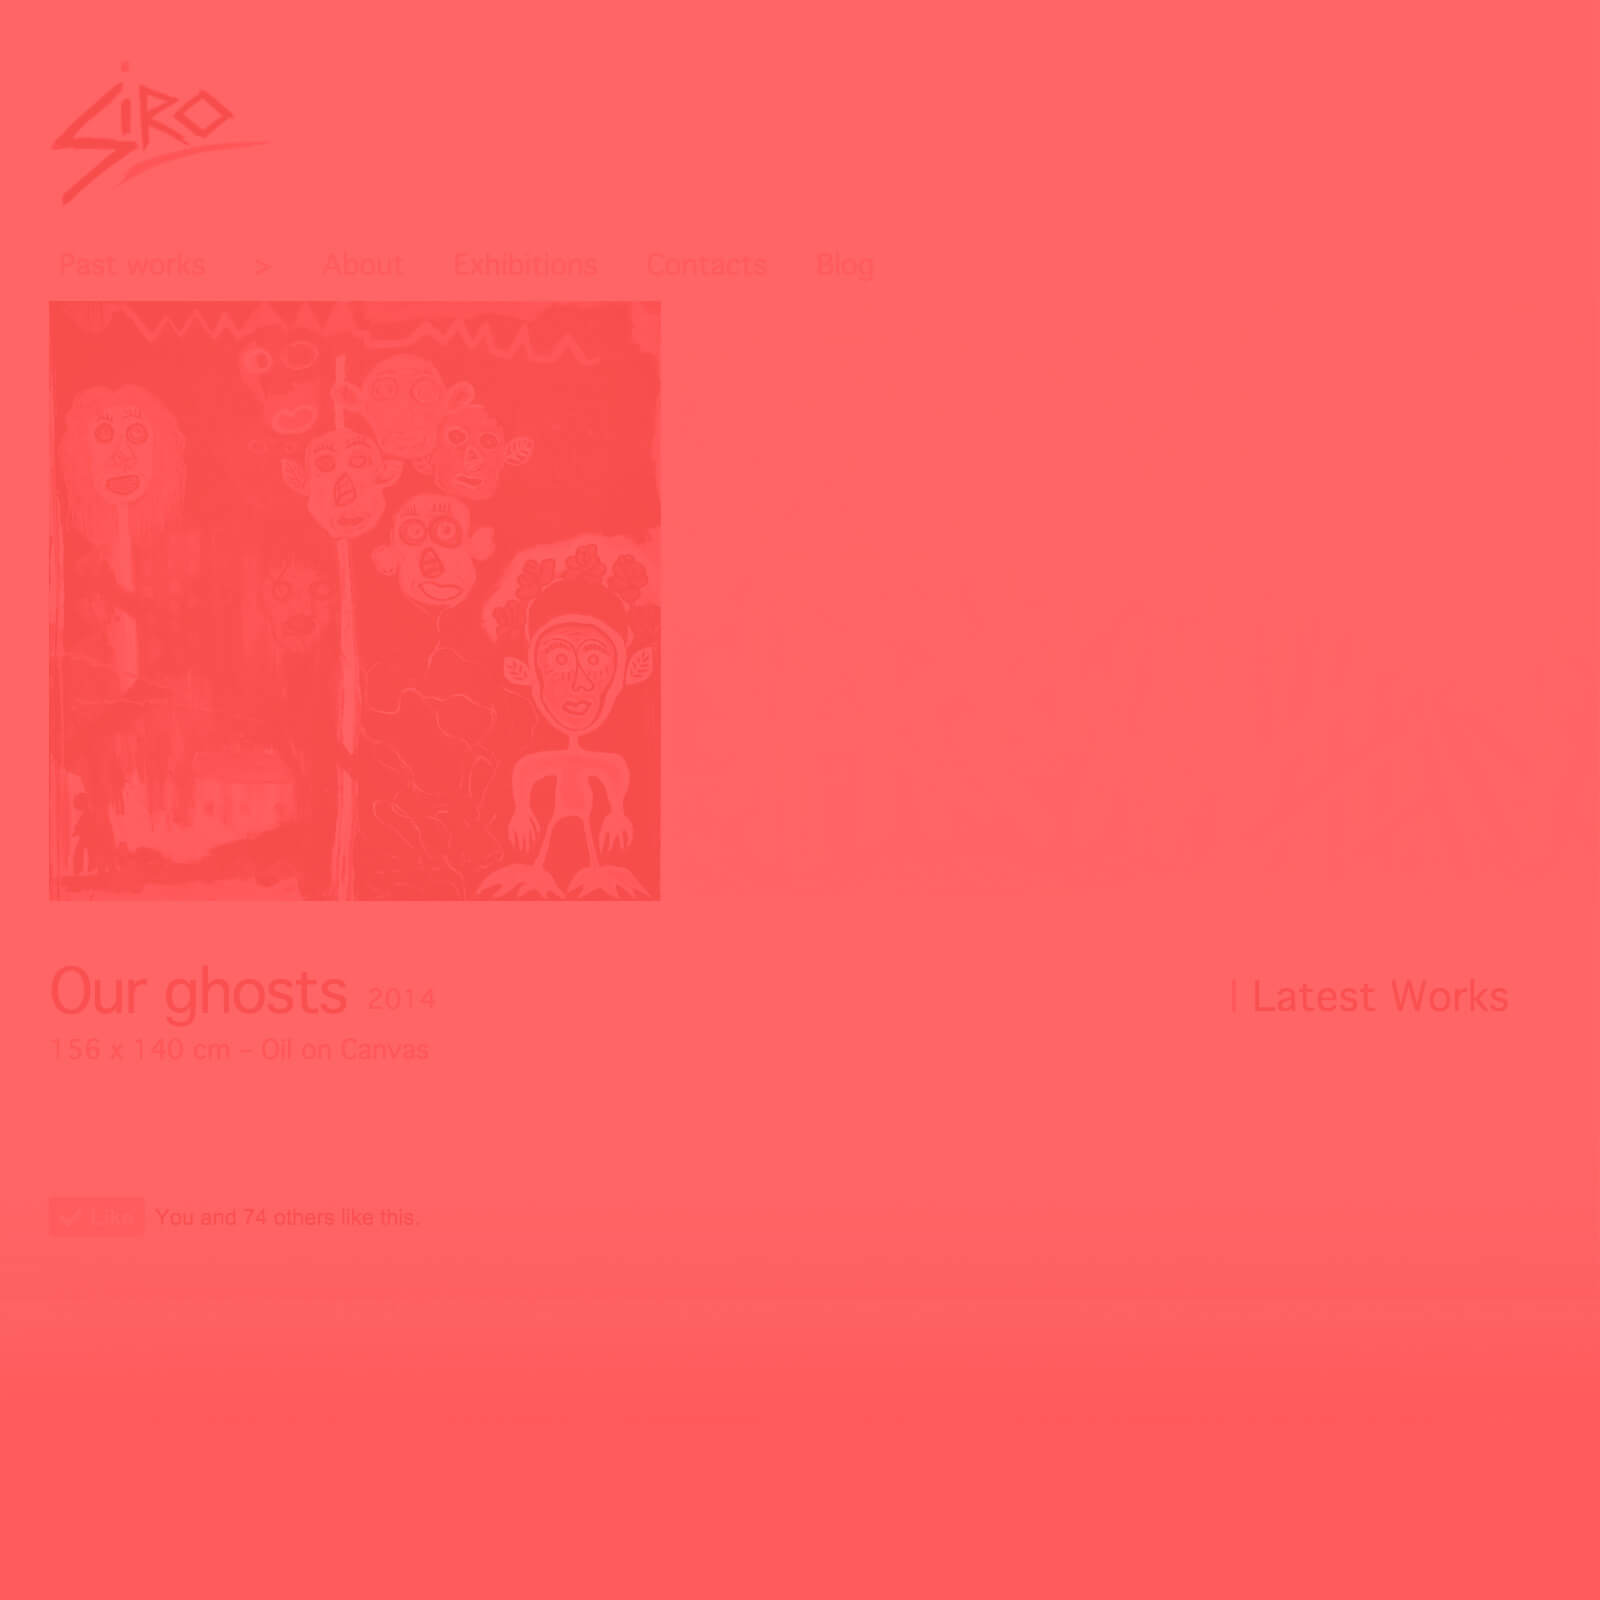 SiRO
Past works > About Exhibitions Contacts Blog
Our ghosts 2014
| Latest Works
156 x 140 cm – Oil on Canvas
Like You and 74 others like this.